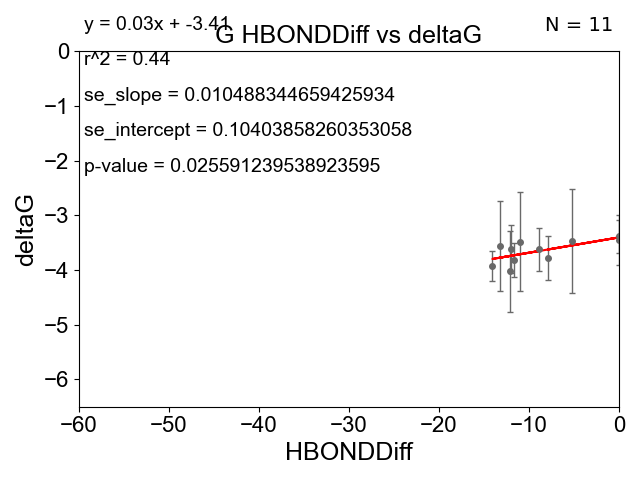 y = 0.03x + -3.41
N = 11
G HBONDDiff vs deltaG
r^2 = 0.44
se_slope = 0.010488344659425934
se_intercept = 0.10403858260353058
p-value = 0.025591239538923595
deltaG
0
−1
−2
−3
−4
−5
−6
−60 −50 −40 −30 −20 −10 0
HBONDDiff